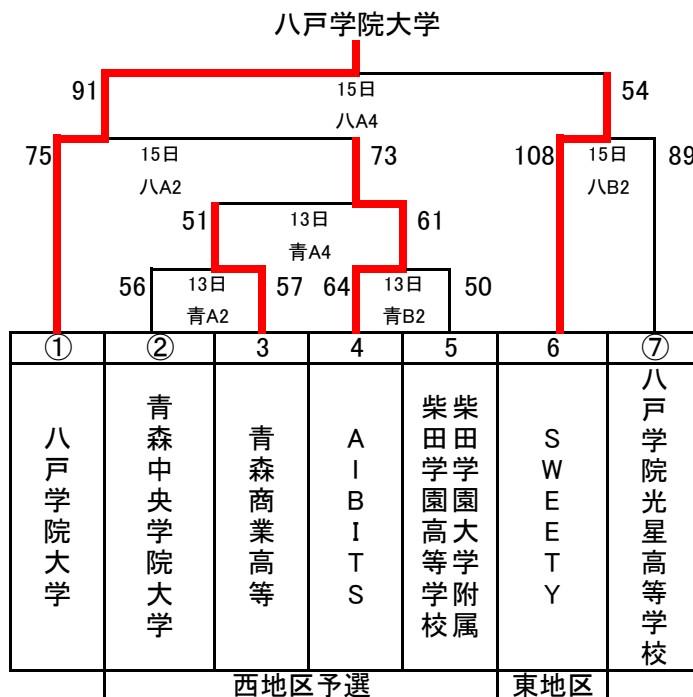 八戸学院大学
91
15日
八A4
54
75
15日
八A2
73
108
15日
八B2
89
51
13日
青A4
61
56
13日
青A2
57
64
13日
青B2
50
① ② 3 4 5 6 ⑦
八戸学院大学
青森中央学院大学
青森商業高等
AIBITS
柴田学園大学附属
柴田学園高等学校
SWEETY
八戸学院光星高等学校
西地区予選
東地区